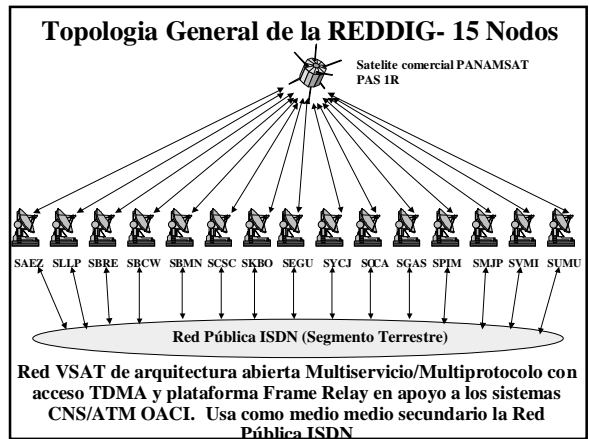 Topologia General de la REDDIG- 15 Nodos
Satelite comercial PANAMSAT
PAS 1R
SAEZ SLLP SBRE SBCW SBMN SCSC SKBO SEGU SYCJ SOCA SGAS SPIM SMJP SVMI SUMU
Red Pública ISDN (Segmento Terrestre)
Red VSAT de arquitectura abierta Multiservicio/Multiprotocolo con
acceso TDMA y plataforma Frame Relay en apoyo a los sistemas
CNS/ATM OACI. Usa como medio medio secundario la Red
Pública ISDN